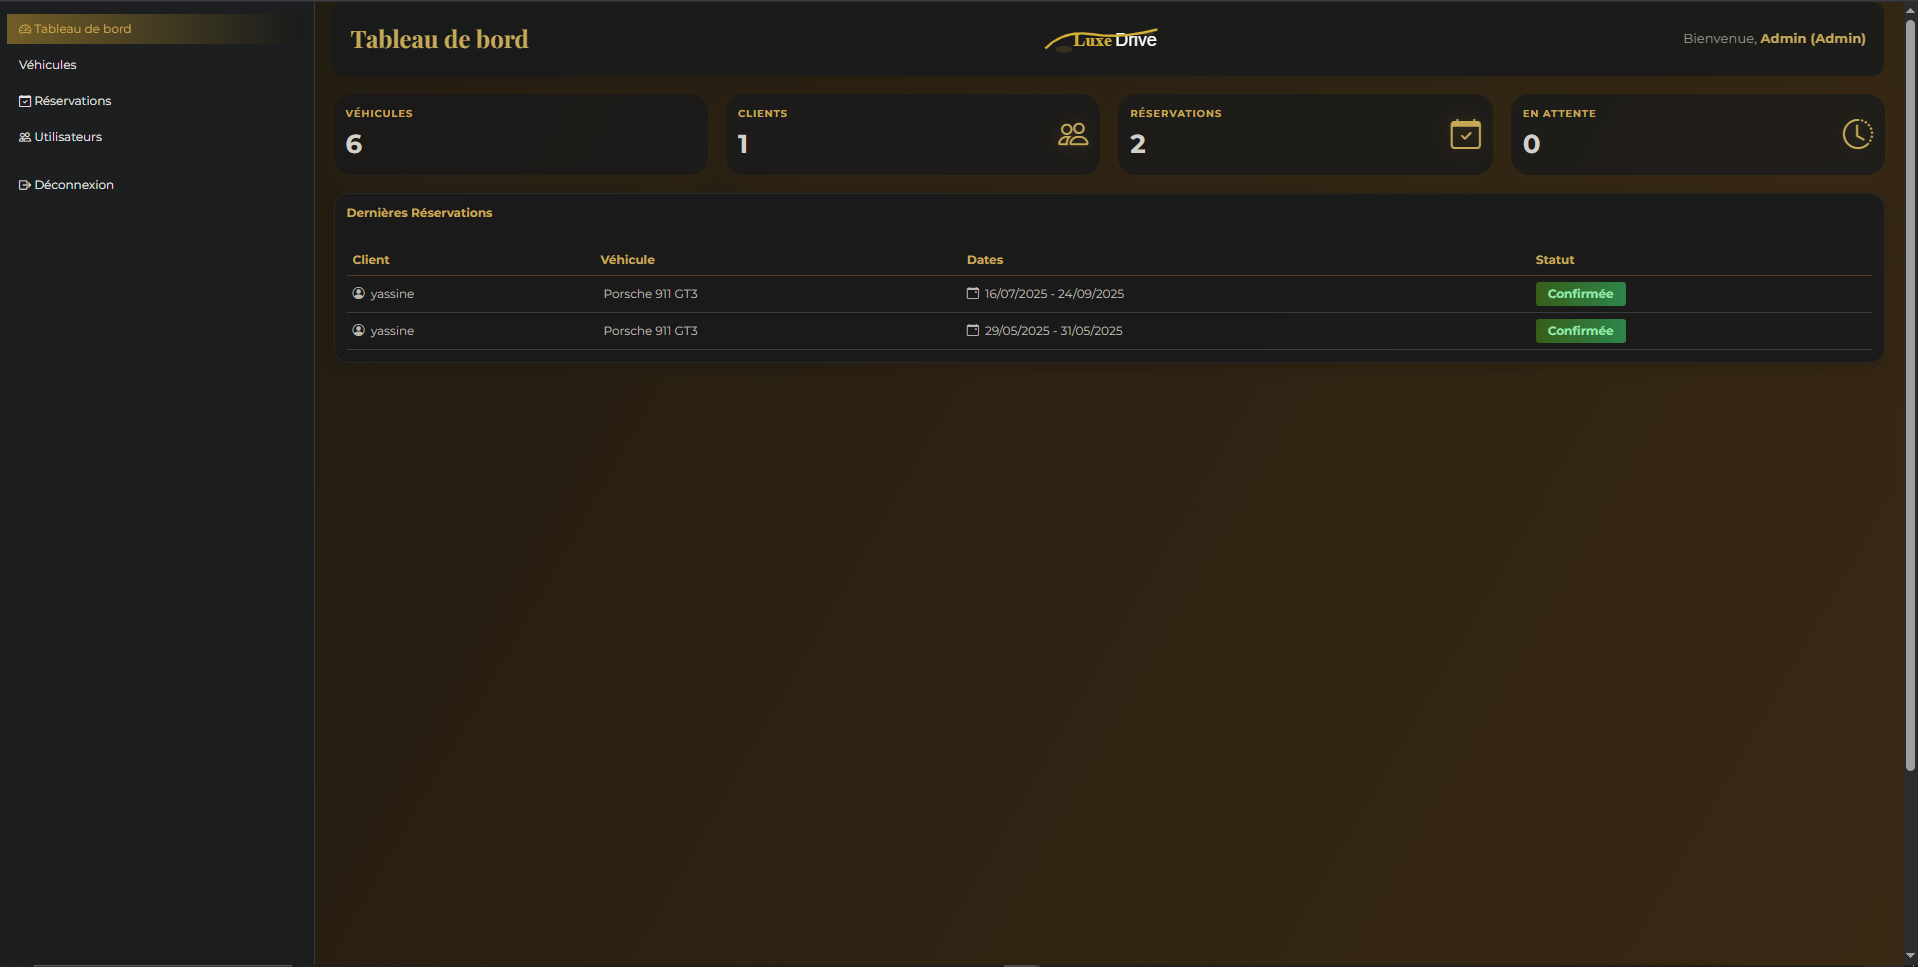 Tableau de bord
Véhicules
Réservations
Utilisateurs
Déconnexion
Tableau de bord
Luxe Drive
Bienvenue, Admin (Admin)
VÉHICULES
6
CLIENTS
1
RÉSERVATIONS
2
EN ATTENTE
0
Dernières Réservations
Client Véhicule Dates Statut
yassine Porsche 911 GT3 16/07/2025 - 24/09/2025 Confirmée
yassine Porsche 911 GT3 29/05/2025 - 31/05/2025 Confirmée